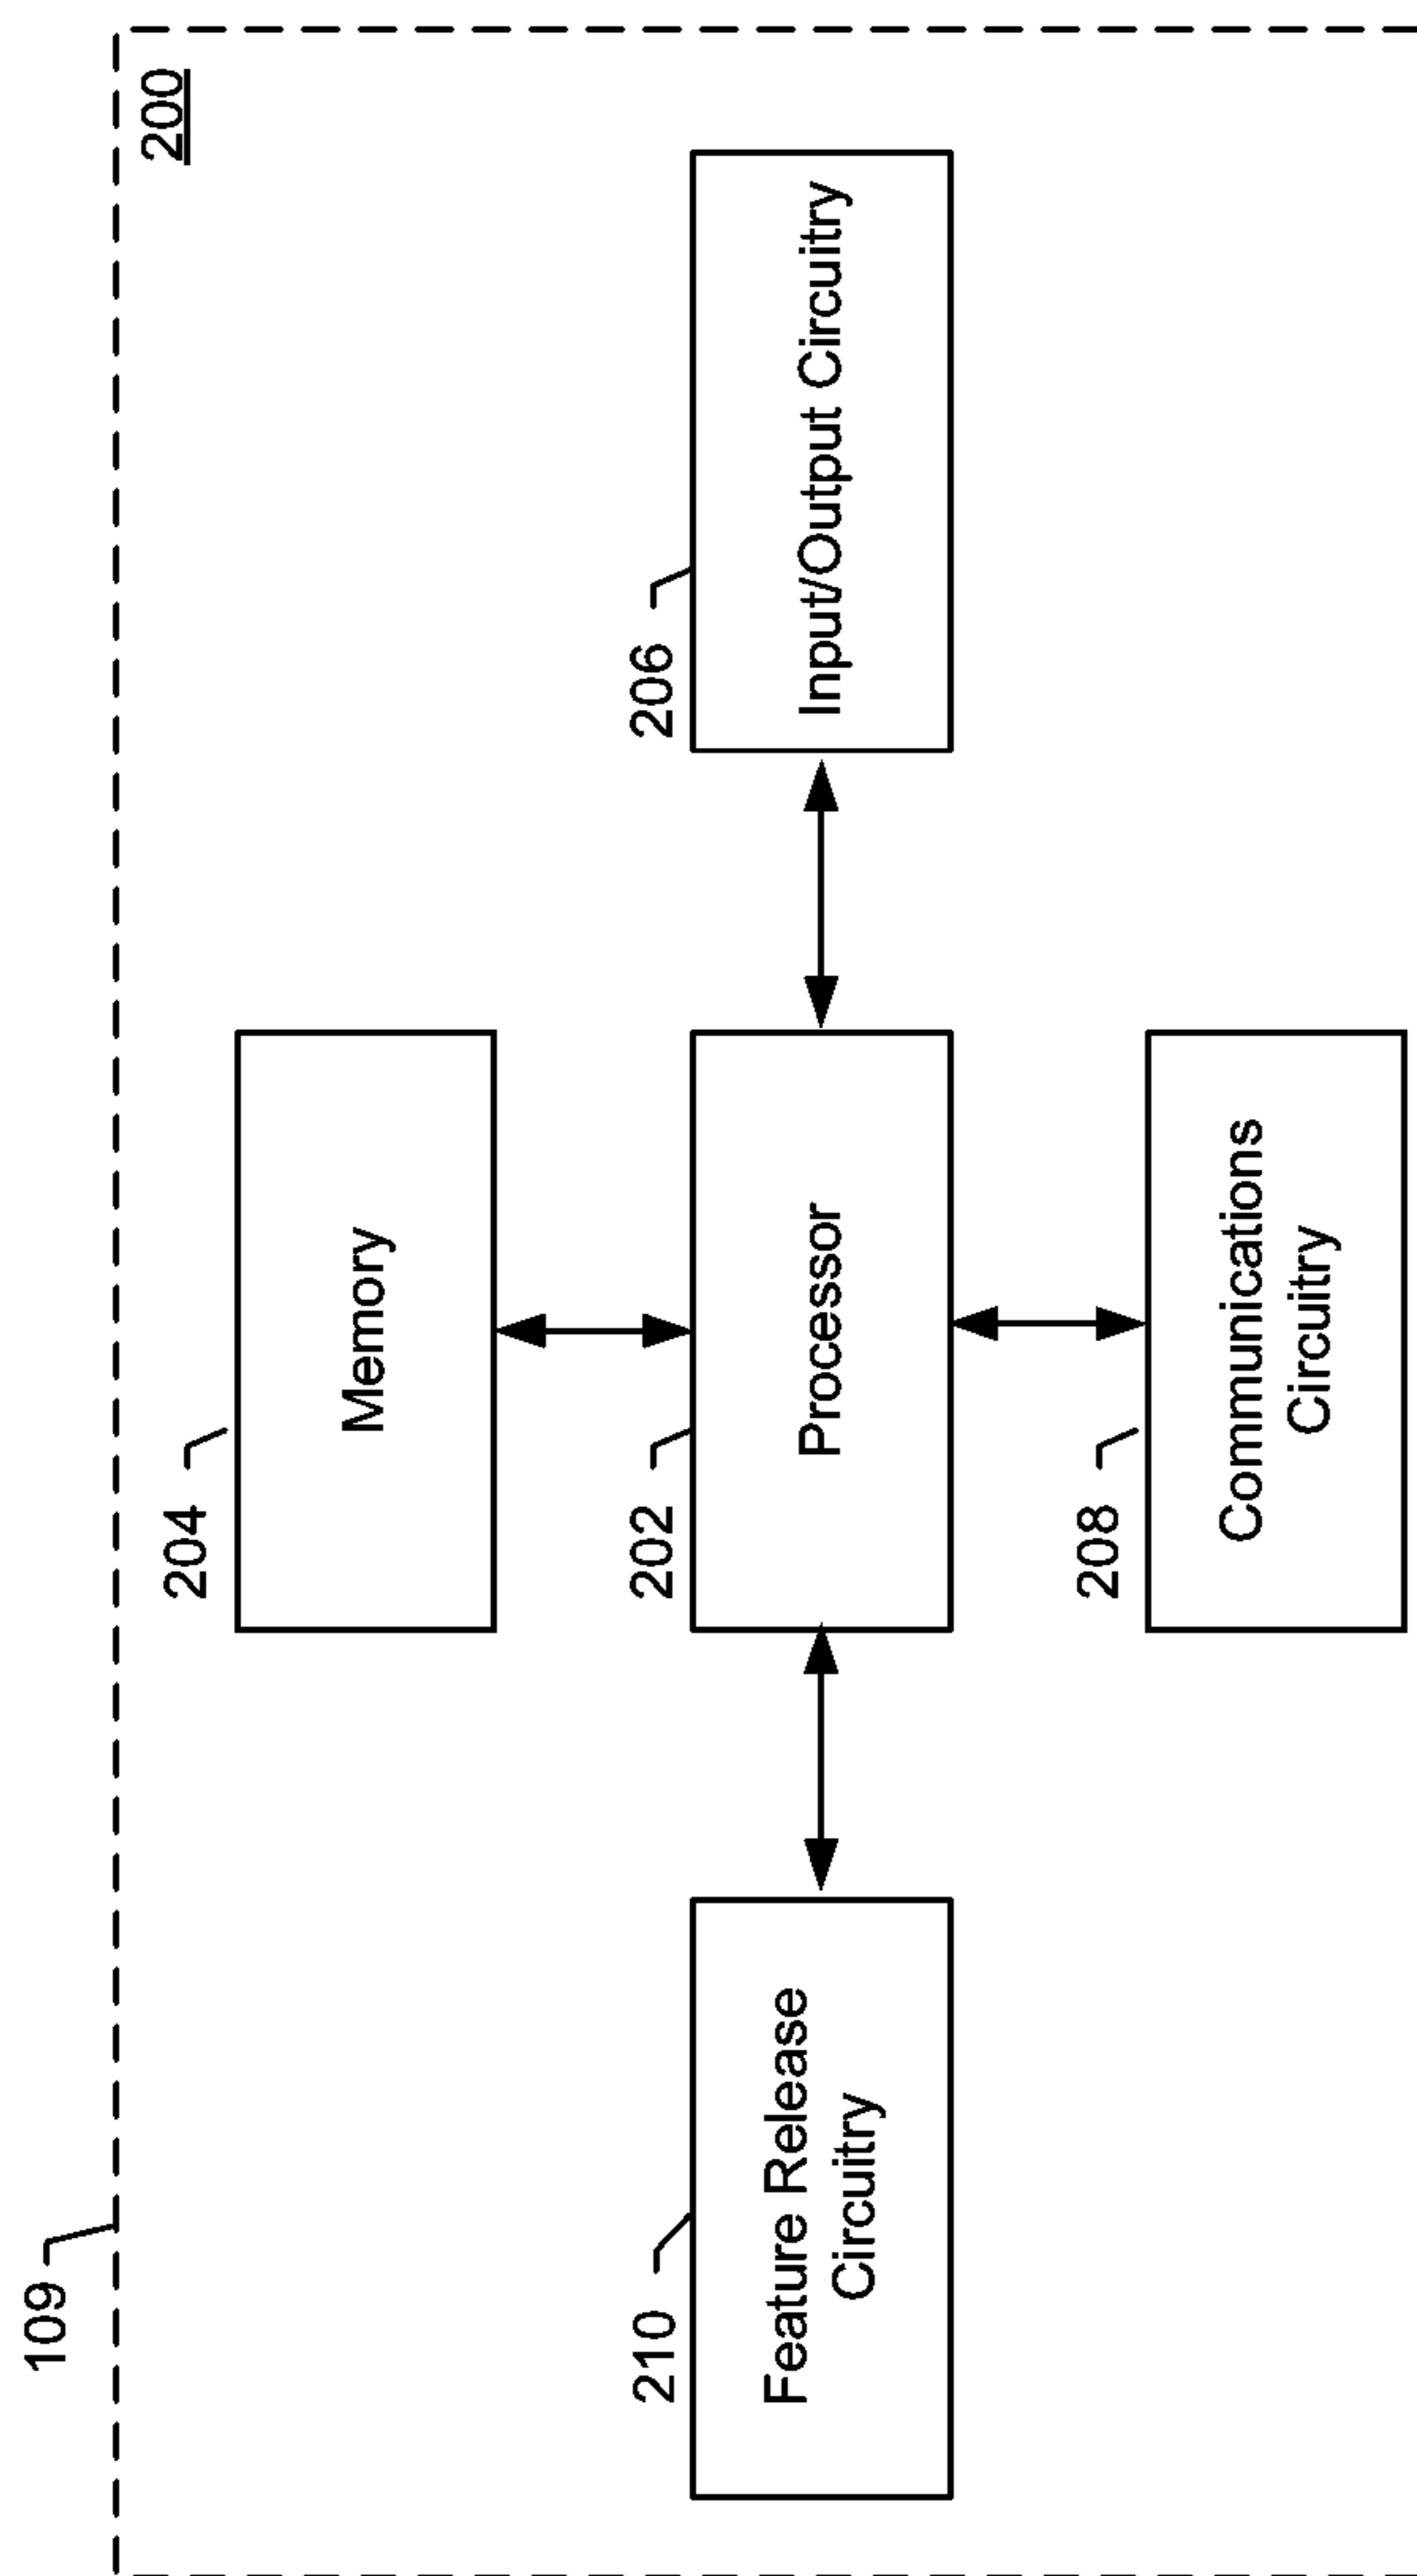 109
200
204
Memory
210
Feature Release
Circuitry
202
Processor
206
Input/Output Circuitry
208
Communications
Circuitry